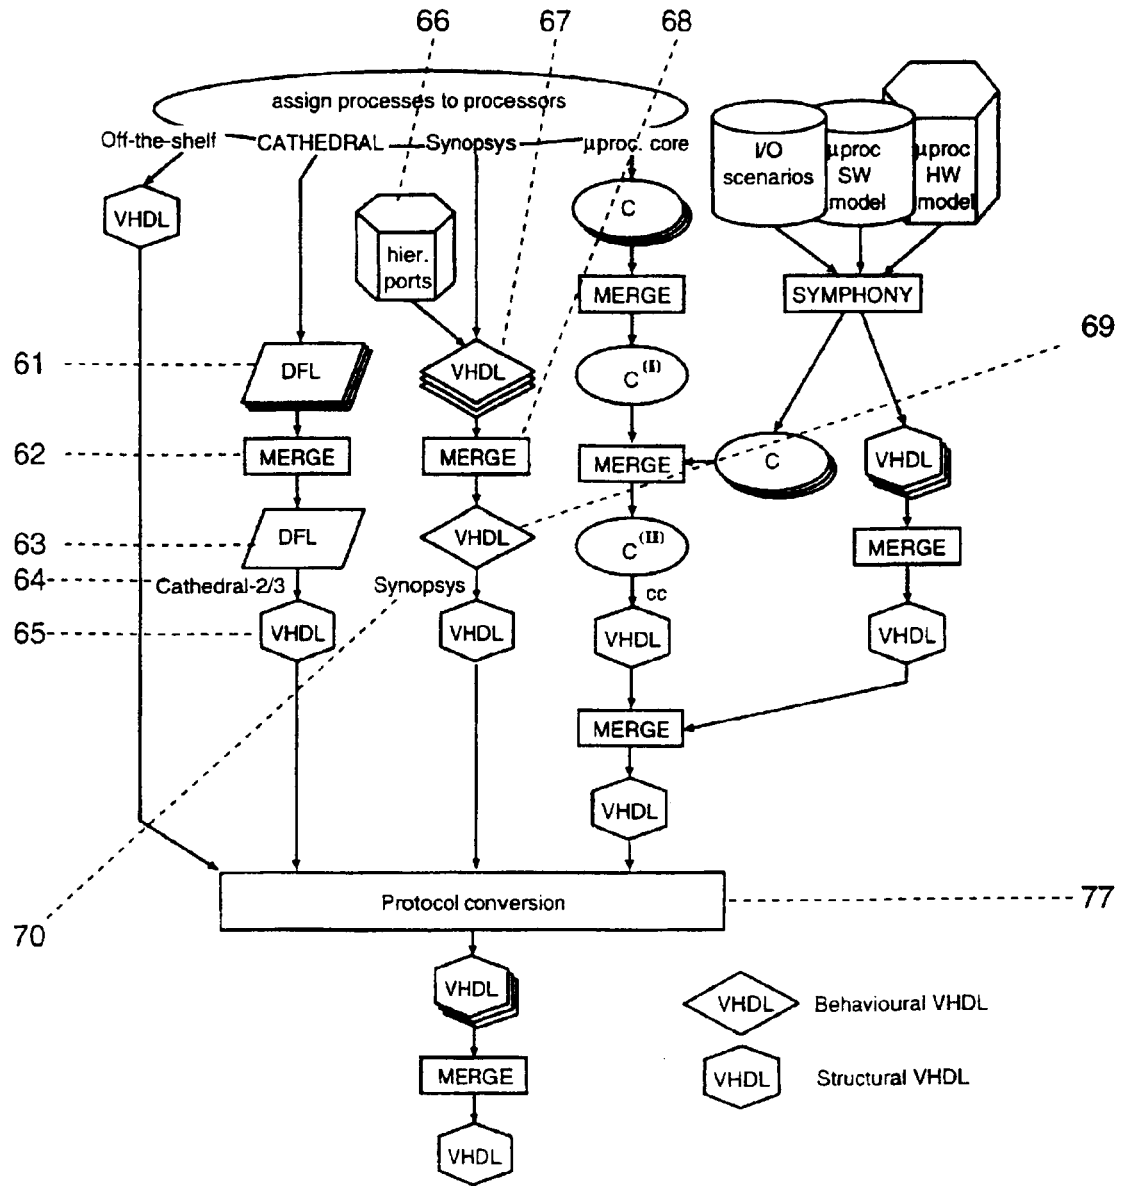 66
67
68
assign processes to processors
Off-the-shelf
CATHEDRAL
Synopsys
µproc. core
I/O
scenarios
µproc
SW
model
µproc
HW
model
VHDL
C
hier.
ports
MERGE
SYMPHONY
69
61
DFL
VHDL
C (I)
62
MERGE
MERGE
MERGE
C
VHDL
63
DFL
VHDL
C (II)
MERGE
64
Cathedral-2/3
Synopsys
cc
65
VHDL
VHDL
VHDL
VHDL
MERGE
VHDL
Protocol conversion
77
70
VHDL
VHDL
Behavioural VHDL
MERGE
VHDL
Structural VHDL
VHDL